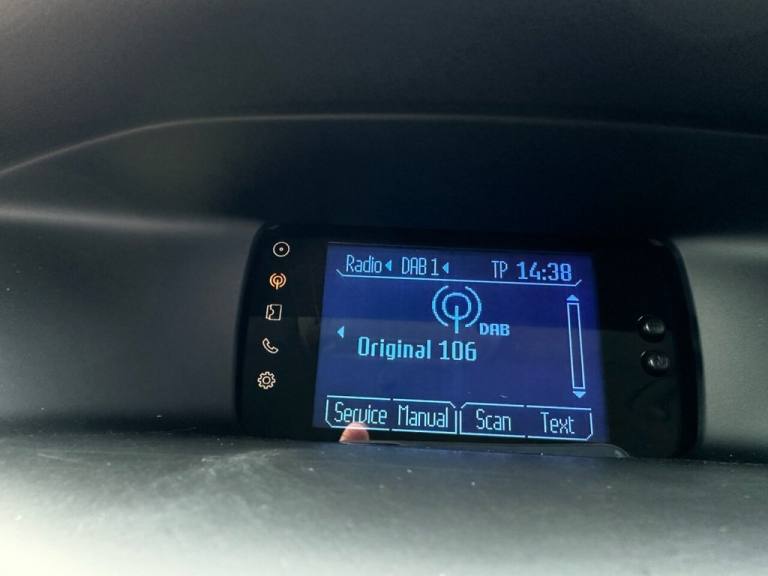 Radio DAB 1 TP 14:38
DAB
Original 106
Service Manual Scan Text